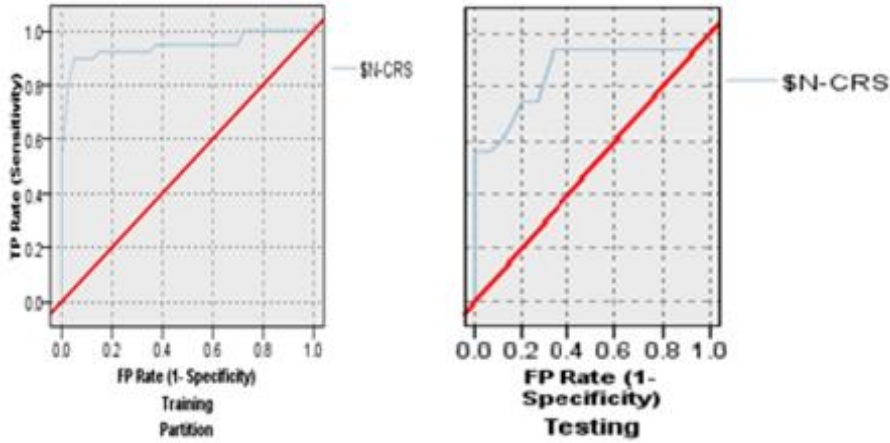 TP Rate (Sensitivity)
1.0
0.8
0.6
0.4
0.2
0.0
0.0 0.2 0.4 0.6 0.8 1.0
FP Rate (1- Specificity)
Training
Partition
$N-CRS
0.0 0.2 0.4 0.6 0.8 1.0
FP Rate (1-
Specificity)
Testing
$N-CRS